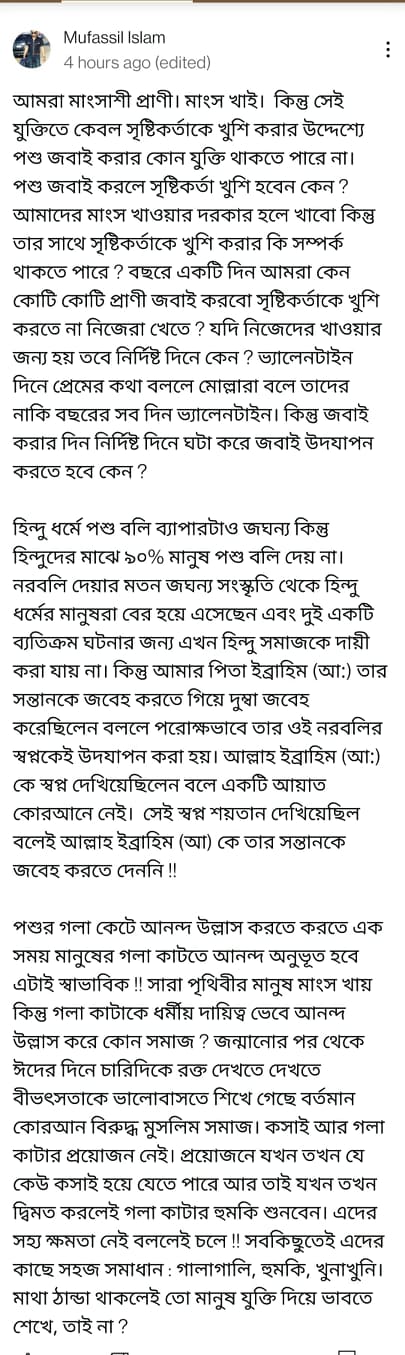 Mufassil Islam
4 hours ago (edited)
আমরা মাংসাশী প্রাণী। মাংস খাই।  কিন্তু সেই
যুক্তিতে কেবল সৃষ্টিকর্তাকে খুশি করার উদ্দেশ্যে
পশু জবাই করার কোন যুক্তি থাকতে পারে না।
পশু জবাই করলে সৃষ্টিকর্তা খুশি হবেন কেন ?
আমাদের মাংস খাওয়ার দরকার হলে খাবো কিন্তু
তার সাথে সৃষ্টিকর্তাকে খুশি করার কি সম্পর্ক
থাকতে পারে ? বছরে একটি দিন আমরা কেন
কোটি কোটি প্রাণী জবাই করবো সৃষ্টিকর্তাকে খুশি
করতে না নিজেরা খেতে ? যদি নিজেদের খাওয়ার
জন্য হয় তবে নির্দিষ্ট দিনে কেন ? ভ্যালেনটাইন
দিনে প্রেমের কথা বললে মোল্লারা বলে তাদের
নাকি বছরের সব দিন ভ্যালেনটাইন। কিন্তু জবাই
করার দিন নির্দিষ্ট দিনে ঘটা করে জবাই উদযাপন
করতে হবে কেন ?
হিন্দু ধর্মে পশু বলি ব্যাপারটাও জঘন্য কিন্তু
হিন্দুদের মাঝে ৯০% মানুষ পশু বলি দেয় না।
নরবলি দেয়ার মতন জঘন্য সংস্কৃতি থেকে হিন্দু
ধর্মের মানুষরা বের হয়ে এসেছেন এবং দুই একটি
ব্যতিক্রম ঘটনার জন্য এখন হিন্দু সমাজকে দায়ী
করা যায় না। কিন্তু আমার পিতা ইব্রাহিম (আ:) তার
সন্তানকে জবেহ করতে গিয়ে দুম্বা জবেহ
করেছিলেন বললে পরোক্ষভাবে তার ওই নরবলির
স্বপ্নকেই উদযাপন করা হয়। আল্লাহ ইব্রাহিম (আ:)
কে স্বপ্ন দেখিয়েছিলেন বলে একটি আয়াত
কোরআনে নেই।  সেই স্বপ্ন শয়তান দেখিয়েছিল
বলেই আল্লাহ ইব্রাহিম (আ) কে তার সন্তানকে
জবেহ করতে দেননি !!
পশুর গলা কেটে আনন্দ উল্লাস করতে করতে এক
সময় মানুষের গলা কাটতে আনন্দ অনুভূত হবে
এটাই স্বাভাবিক !! সারা পৃথিবীর মানুষ মাংস খায়
কিন্তু গলা কাটাকে ধর্মীয় দায়িত্ব ভেবে আনন্দ
উল্লাস করে কোন সমাজ ? জন্মানোর পর থেকে
ঈদের দিনে চারিদিকে রক্ত দেখতে দেখতে
বীভৎসতাকে ভালোবাসতে শিখে গেছে বর্তমান
কোরআন বিরুদ্ধ মুসলিম সমাজ। কসাই আর গলা
কাটার প্রয়োজন নেই। প্রয়োজনে যখন তখন যে
কেউ কসাই হয়ে যেতে পারে আর তাই যখন তখন
দ্বিমত করলেই গলা কাটার হুমকি শুনবেন। এদের
সহ্য ক্ষমতা নেই বললেই চলে !! সবকিছুতেই এদের
কাছে সহজ সমাধান : গালাগালি, হুমকি, খুনাখুনি।
মাথা ঠান্ডা থাকলেই তো মানুষ যুক্তি দিয়ে ভাবতে
শেখে, তাই না ?